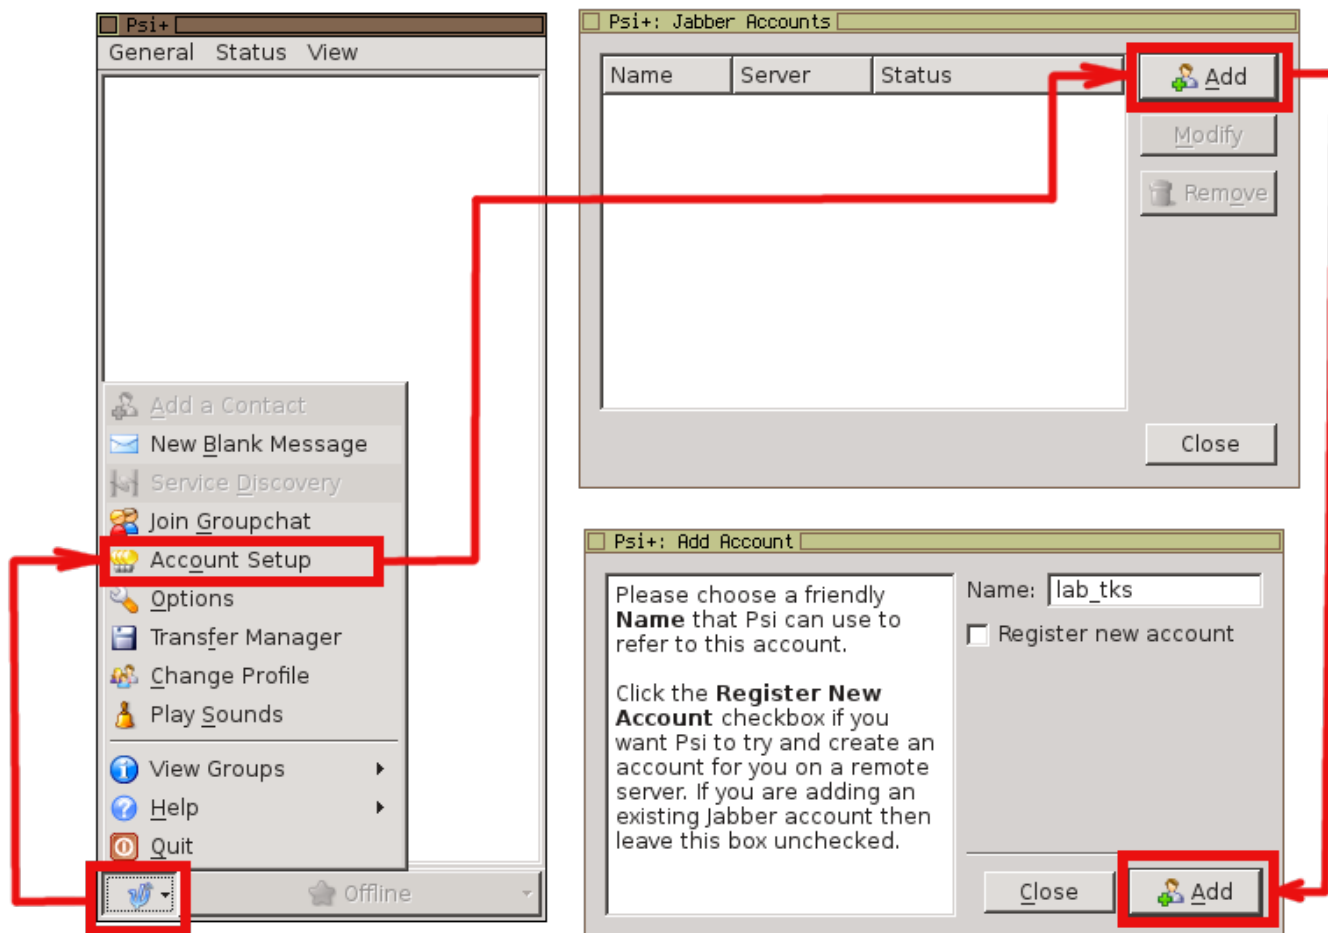 Psi+
General Status View
Add a Contact
New Blank Message
Service Discovery
Join Groupchat
Account Setup
Options
Transfer Manager
Change Profile
Play Sounds
View Groups
Help
Quit
Offline
Psi+: Jabber Accounts
Name Server Status
Add
Modify
Remove
Close
Psi+: Add Account
Please choose a friendly
Name that Psi can use to
refer to this account.
Click the Register New
Account checkbox if you
want Psi to try and create an
account for you on a remote
server. If you are adding an
existing Jabber account then
leave this box unchecked.
Name: lab_tks
Register new account
Close Add